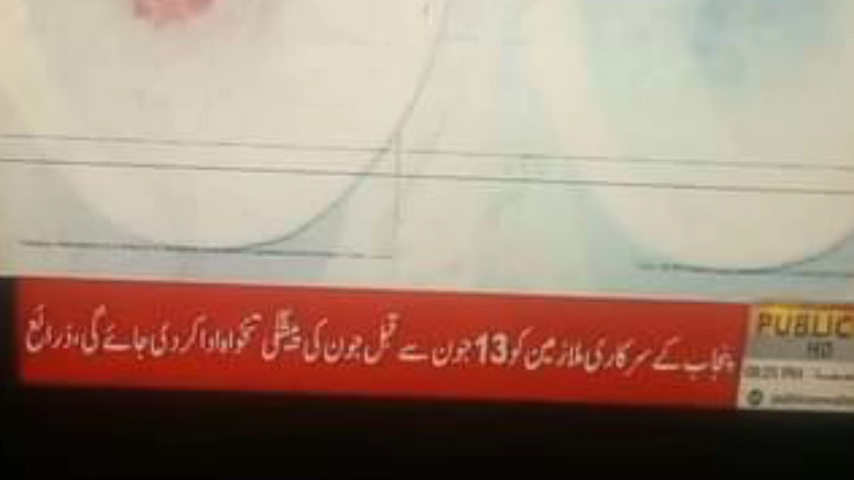 پنجاب کے سرکاری ملازمین کو 13 جون سے قبل جون کی پیشگی تنخواہ ادا کر دی جائے گی، ذرائع
PUBLIC
HD